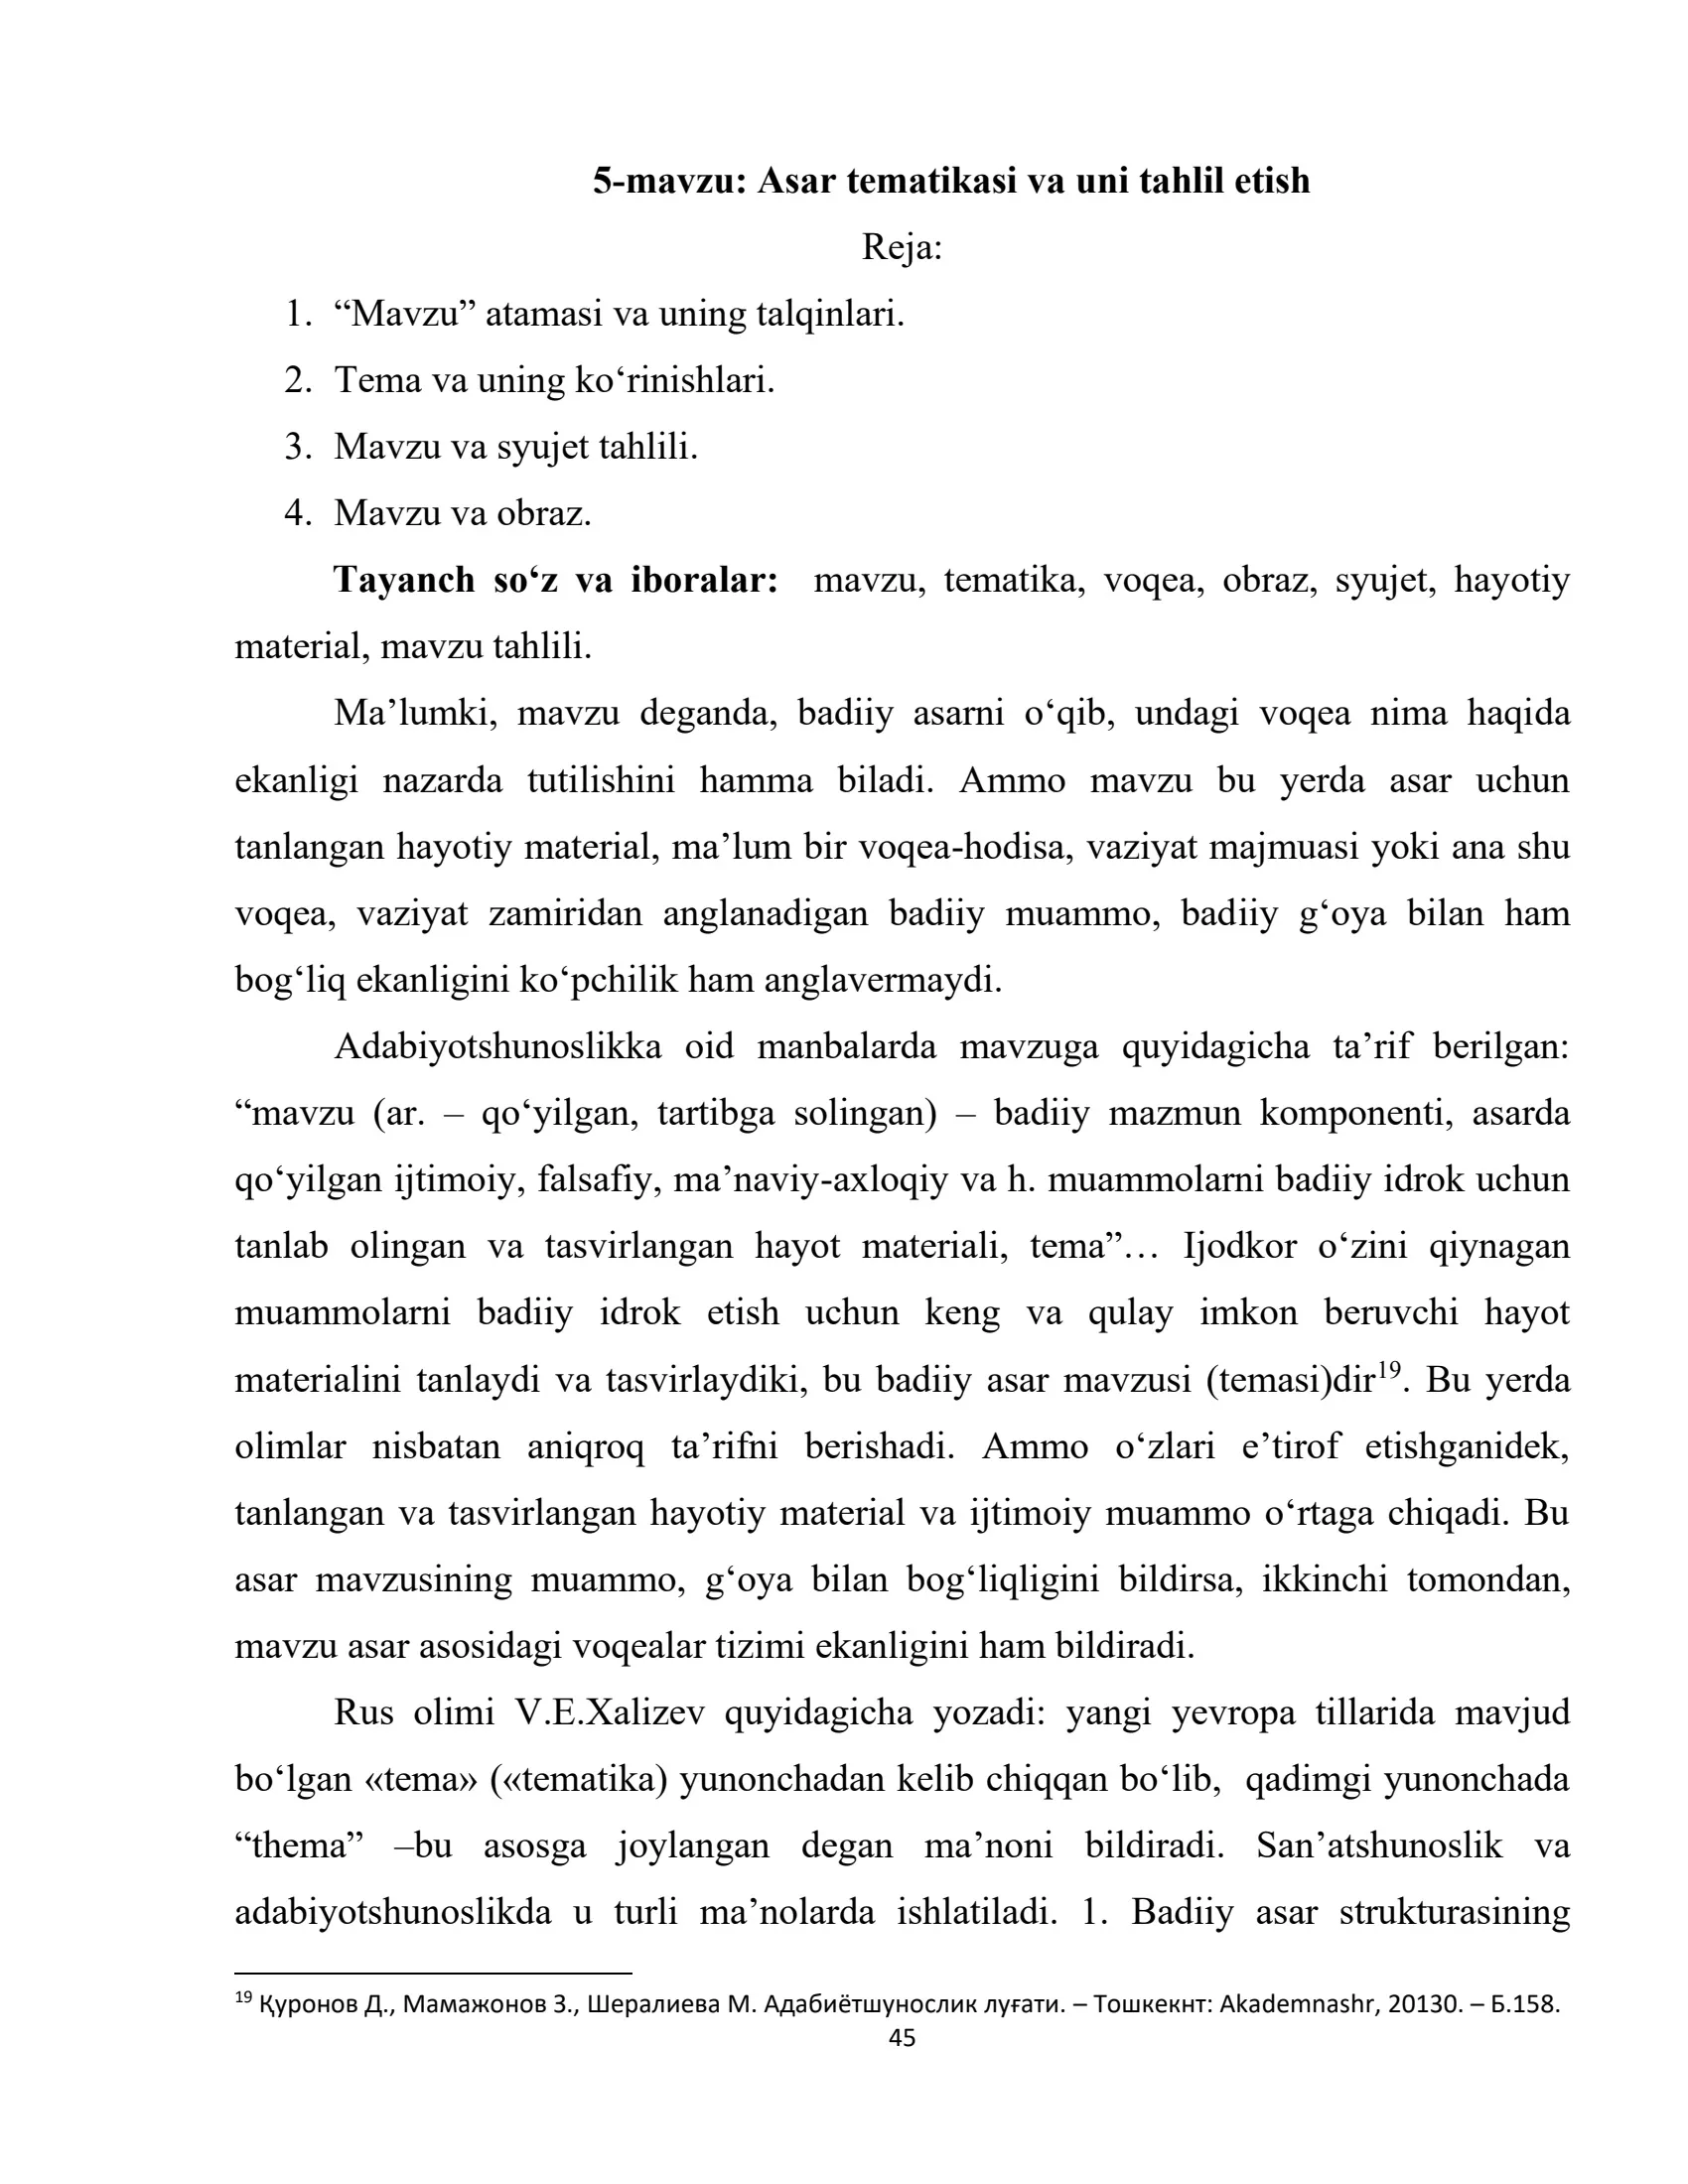 5-mavzu: Asar tematikasi va uni tahlil etish
Reja:
1. “Mavzu” atamasi va uning talqinlari.
2. Tema va uning ko‘rinishlari.
3. Mavzu va syujet tahlili.
4. Mavzu va obraz.
Tayanch so‘z va iboralar: mavzu, tematika, voqea, obraz, syujet, hayotiy
material, mavzu tahlili.
Ma’lumki, mavzu deganda, badiiy asarni o‘qib, undagi voqea nima haqida
ekanligi nazarda tutilishini hamma biladi. Ammo mavzu bu yerda asar uchun
tanlangan hayotiy material, ma’lum bir voqea-hodisa, vaziyat majmuasi yoki ana shu
voqea, vaziyat zamiridan anglanadigan badiiy muammo, badiiy g‘oya bilan ham
bog‘liq ekanligini ko‘pchilik ham anglavermaydi.
Adabiyotshunoslikka oid manbalarda mavzuga quyidagicha ta’rif berilgan:
“mavzu (ar. – qo‘yilgan, tartibga solingan) – badiiy mazmun komponenti, asarda
qo‘yilgan ijtimoiy, falsafiy, ma’naviy-axloqiy va h. muammolarni badiiy idrok uchun
tanlab olingan va tasvirlangan hayot materiali, tema”… Ijodkor o‘zini qiynagan
muammolarni badiiy idrok etish uchun keng va qulay imkon beruvchi hayot
materialini tanlaydi va tasvirlaydiki, bu badiiy asar mavzusi (temasi)dir19. Bu yerda
olimlar nisbatan aniqroq ta’rifni berishadi. Ammo o‘zlari e’tirof etishganidek,
tanlangan va tasvirlangan hayotiy material va ijtimoiy muammo o‘rtaga chiqadi. Bu
asar mavzusining muammo, g‘oya bilan bog‘liqligini bildirsa, ikkinchi tomondan,
mavzu asar asosidagi voqealar tizimi ekanligini ham bildiradi.
Rus olimi V.E.Xalizev quyidagicha yozadi: yangi yevropa tillarida mavjud
bo‘lgan «tema» («tematika) yunonchadan kelib chiqqan bo‘lib, qadimgi yunonchada
“thema” –bu asosga joylangan degan ma’noni bildiradi. San’atshunoslik va
adabiyotshunoslikda u turli ma’nolarda ishlatiladi. 1. Badiiy asar strukturasining
19 Қуронов Д., Мамажонов З., Шералиева М. Адабиётшунослик луғати. – Тошкекнт: Akademnashr, 20130. – Б.158.
45